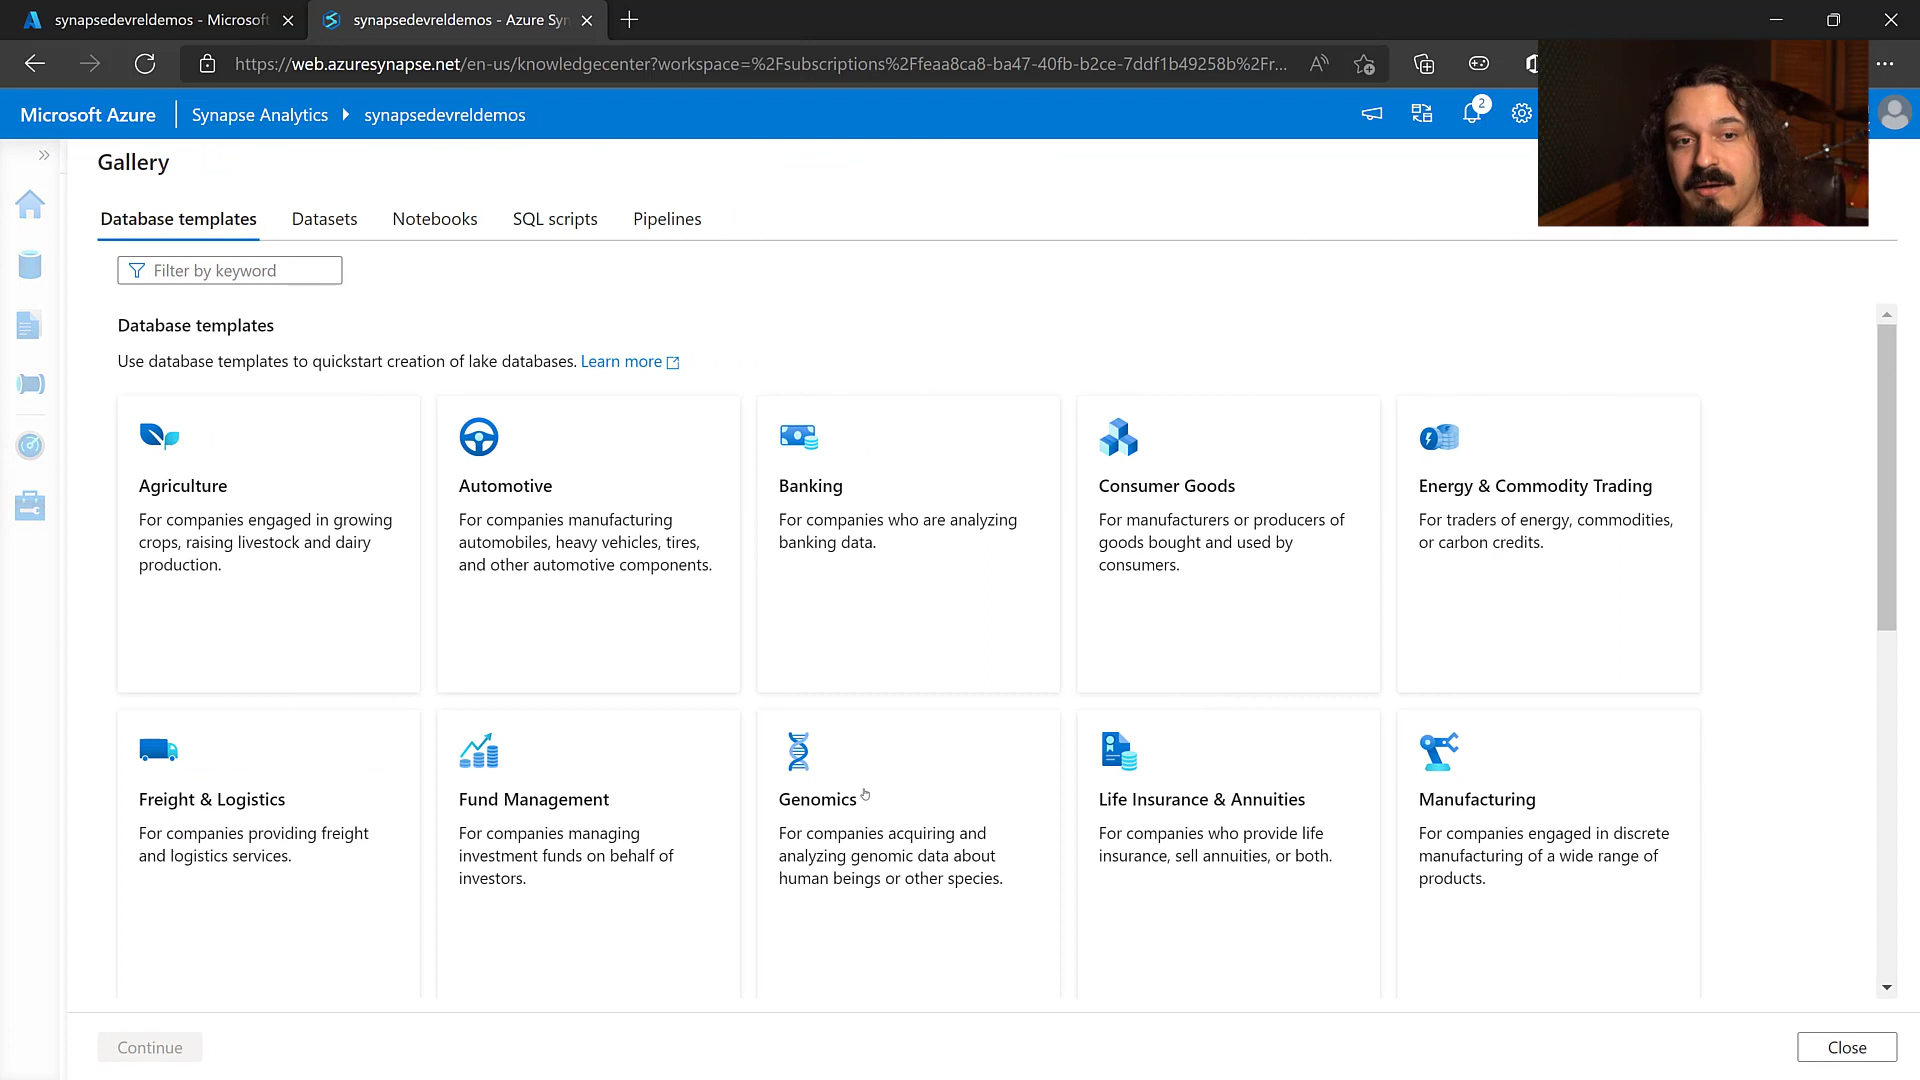 synapsedevreldemos - Microsoft
synapsedevreldemos - Azure Syn
https://web.azuresynapse.net/en-us/knowledgecenter?workspace=%2Fsubscriptions%2Ffeaa8ca8-ba47-40fb-b2ce-7ddf1b49258b%2Fr...
Microsoft Azure
Synapse Analytics
synapsedevreldemos
2
Gallery
Database templates
Datasets
Notebooks
SQL scripts
Pipelines
Filter by keyword
Database templates
Use database templates to quickstart creation of lake databases. Learn more
Agriculture
For companies engaged in growing
crops, raising livestock and dairy
production.
Automotive
For companies manufacturing
automobiles, heavy vehicles, tires,
and other automotive components.
Banking
For companies who are analyzing
banking data.
Consumer Goods
For manufacturers or producers of
goods bought and used by
consumers.
Energy & Commodity Trading
For traders of energy, commodities,
or carbon credits.
Freight & Logistics
For companies providing freight
and logistics services.
Fund Management
For companies managing
investment funds on behalf of
investors.
Genomics
For companies acquiring and
analyzing genomic data about
human beings or other species.
Life Insurance & Annuities
For companies who provide life
insurance, sell annuities, or both.
Manufacturing
For companies engaged in discrete
manufacturing of a wide range of
products.
Continue
Close